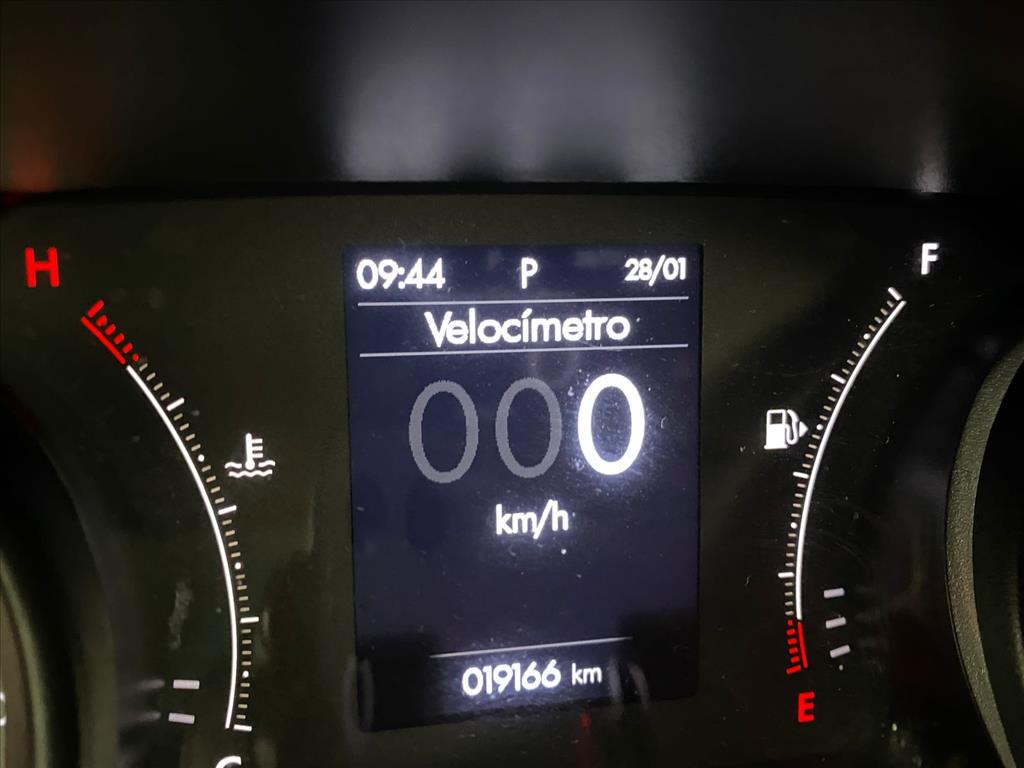 H
F
09:44 P 28/01
Velocímetro
000
km/h
019166 km
E
C